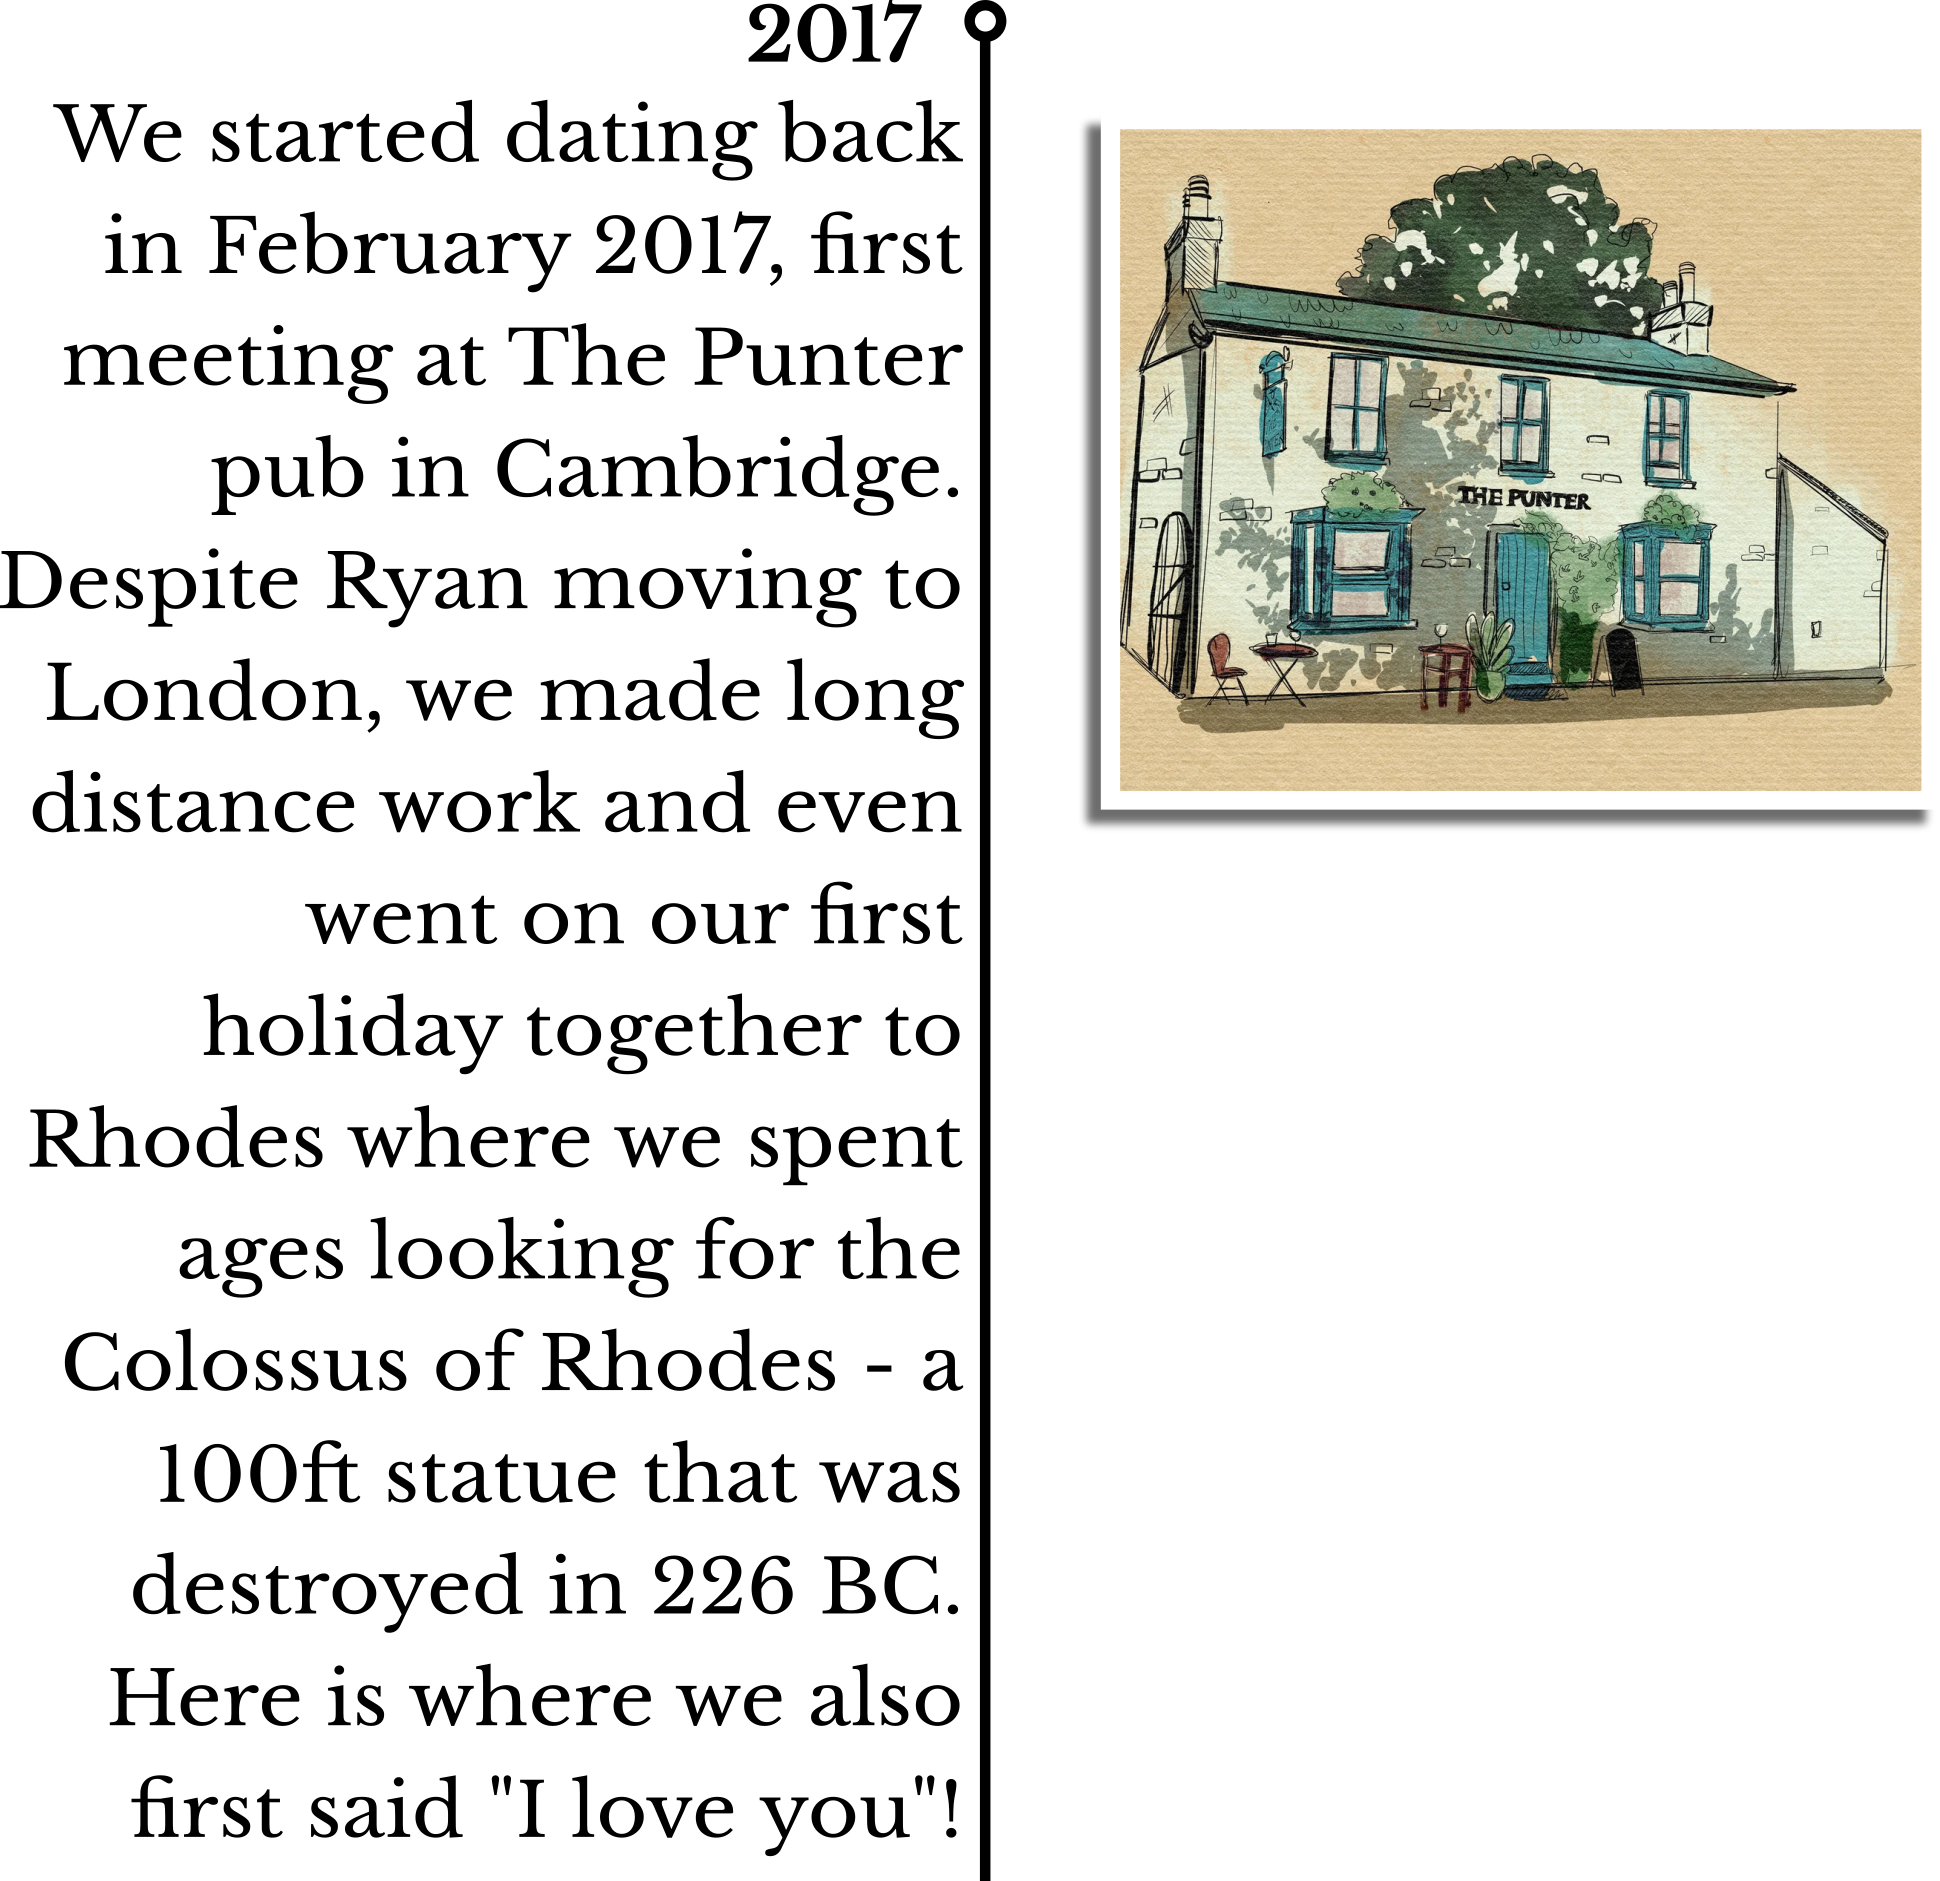 2017
We started dating back
in February 2017, first
meeting at The Punter
pub in Cambridge.
Despite Ryan moving to
London, we made long
distance work and even
went on our first
holiday together to
Rhodes where we spent
ages looking for the
Colossus of Rhodes - a
100ft statue that was
destroyed in 226 BC.
Here is where we also
first said "I love you"!
THE PUNTER